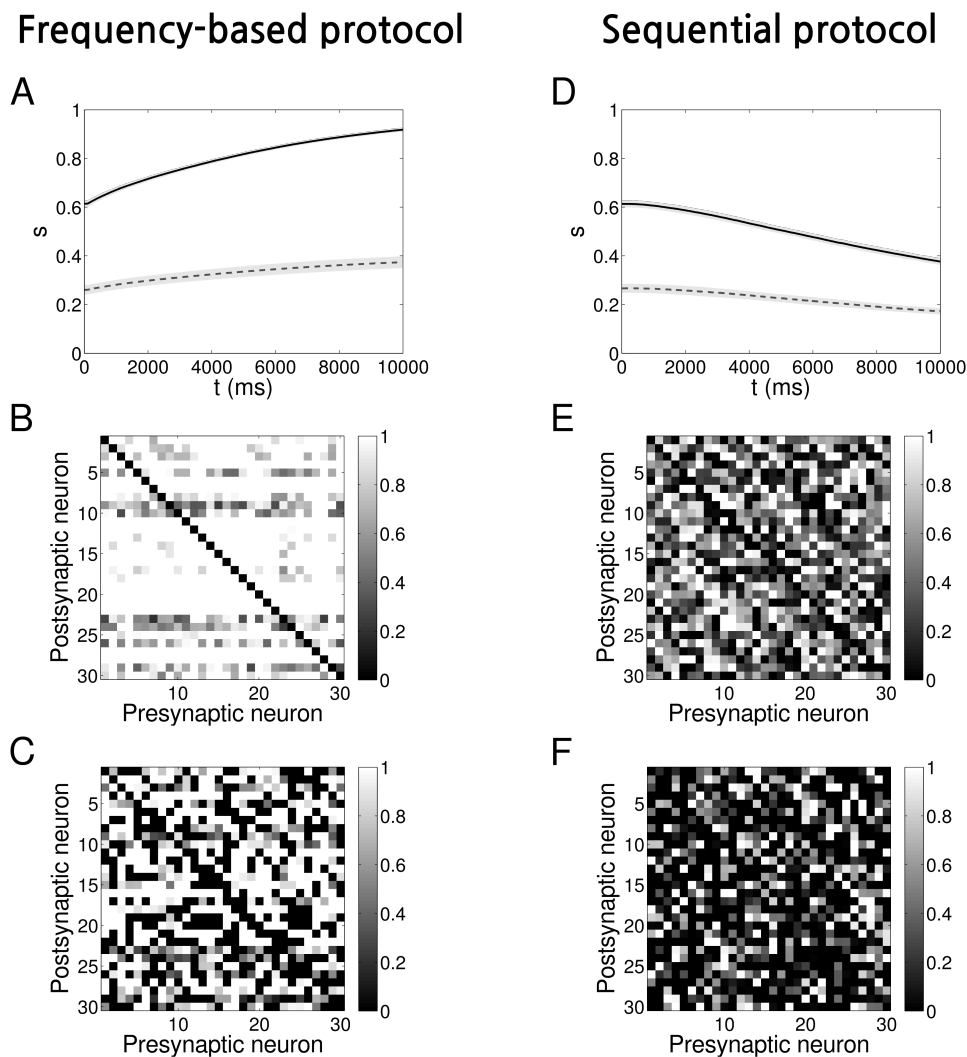 Frequency-based protocol
Sequential protocol
A
1
0.8
0.6
0.4
0.2
0
s
0 2000 4000 6000 8000 10000
t (ms)
D
1
0.8
0.6
0.4
0.2
0
s
0 2000 4000 6000 8000 10000
t (ms)
B
Postsynaptic neuron
5
10
15
20
25
30
10 20 30
Presynaptic neuron
1
0.8
0.6
0.4
0.2
0
E
Postsynaptic neuron
5
10
15
20
25
30
10 20 30
Presynaptic neuron
1
0.8
0.6
0.4
0.2
0
C
Postsynaptic neuron
5
10
15
20
25
30
10 20 30
Presynaptic neuron
1
0.8
0.6
0.4
0.2
0
F
Postsynaptic neuron
5
10
15
20
25
30
10 20 30
Presynaptic neuron
1
0.8
0.6
0.4
0.2
0